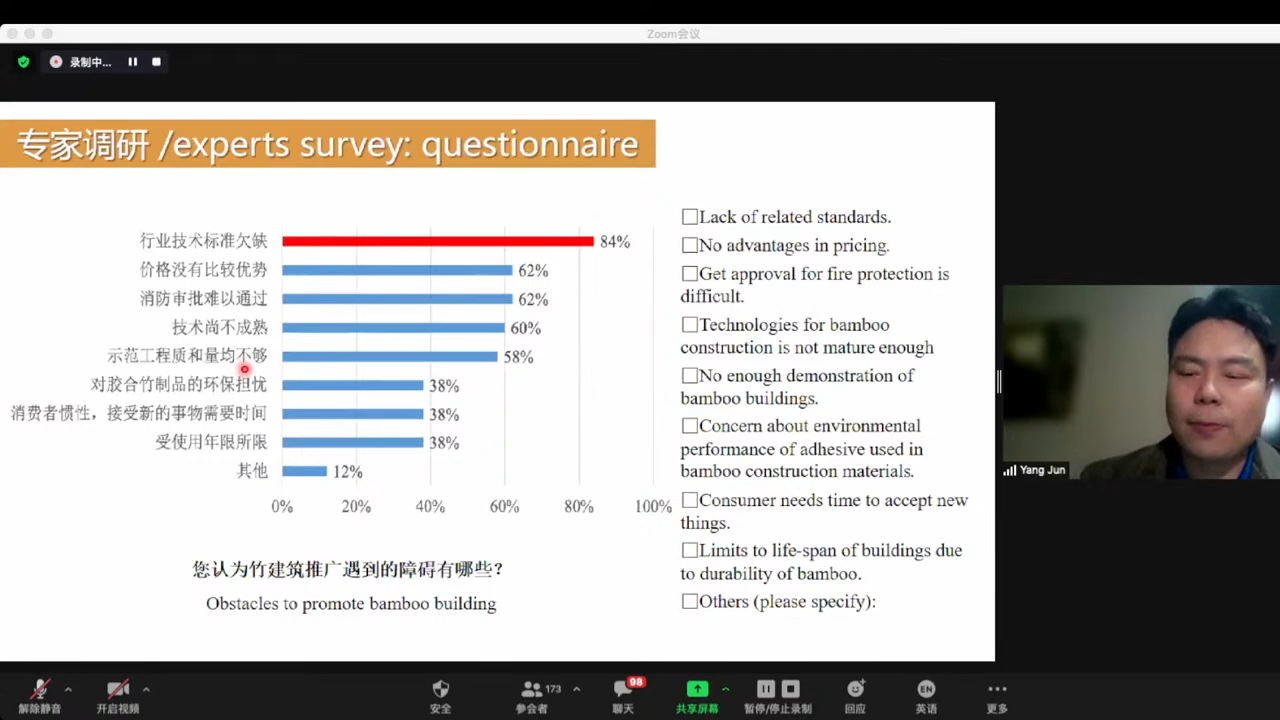 Zoom会议
录制中...
专家调研 /experts survey: questionnaire
行业技术标准欠缺 84%
价格没有比较优势 62%
消防审批难以通过 62%
技术尚不成熟 60%
示范工程质和量均不够 58%
对胶合竹制品的环保担忧 38%
消费者惯性，接受新的事物需要时间 38%
受使用年限所限 38%
其他 12%
0% 20% 40% 60% 80% 100%
您认为竹建筑推广遇到的障碍有哪些？
Obstacles to promote bamboo building
Lack of related standards.
No advantages in pricing.
Get approval for fire protection is
difficult.
Technologies for bamboo
construction is not mature enough
No enough demonstration of
bamboo buildings.
Concern about environmental
performance of adhesive used in
bamboo construction materials.
Consumer needs time to accept new
things.
Limits to life-span of buildings due
to durability of bamboo.
Others (please specify):
Yang Jun
173
98
EN
解除静音 开启视频 安全 参会者 聊天 共享屏幕 暂停/停止录制 回应 英语 更多